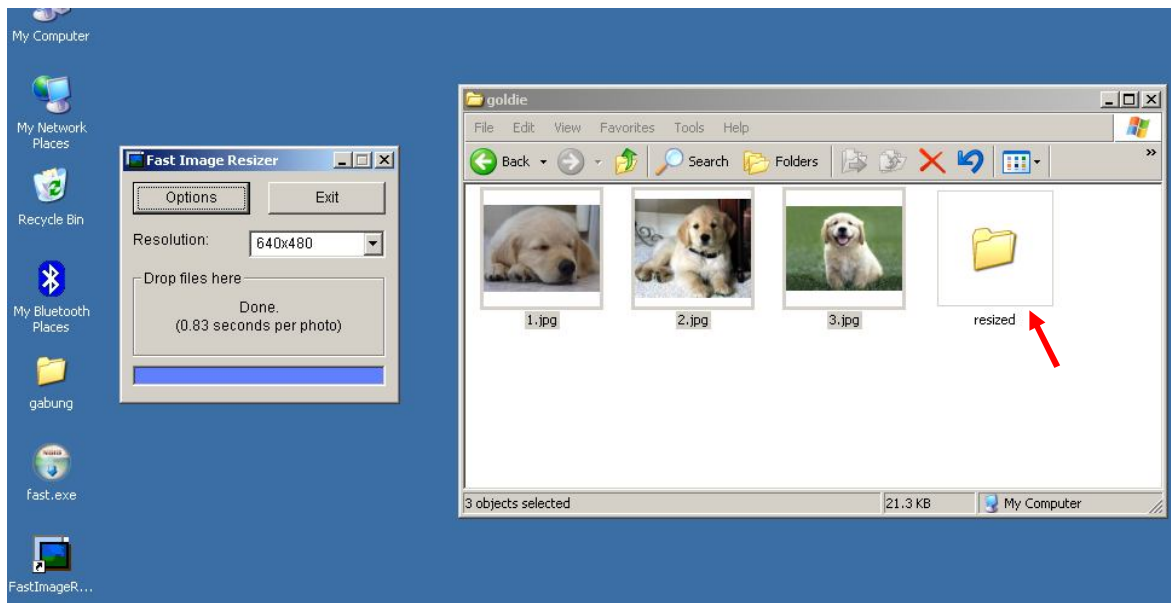 My Computer
My Network
Places
Recycle Bin
My Bluetooth
Places
gabung
fast.exe
FastImageR...
Fast Image Resizer
Options
Exit
Resolution:
640x480
Drop files here
Done.
(0.83 seconds per photo)
goldie
File Edit View Favorites Tools Help
Back
Search
Folders
»
1.jpg
2.jpg
3.jpg
resized
3 objects selected
21.3 KB
My Computer